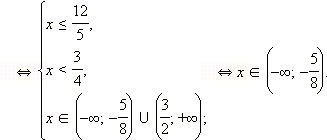 ⇔ { x ≤ 12/5,
x < 3/4,
x ∈ (−∞; −5/8) ∪ (3/2; +∞); ⇔ x ∈ (−∞; −5/8).